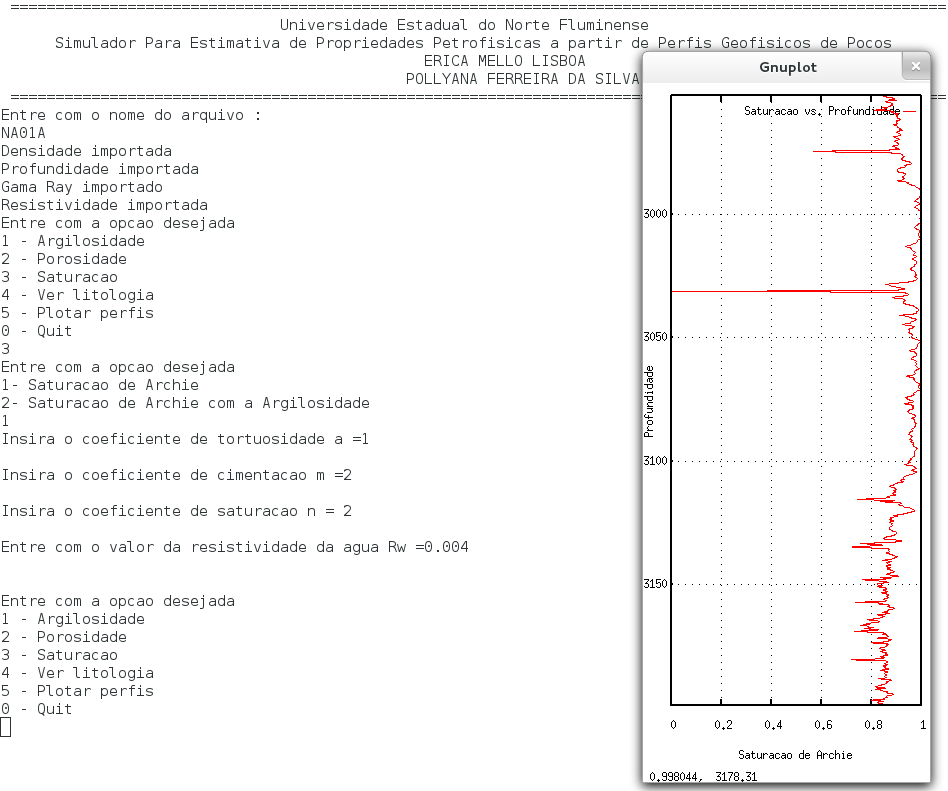 Universidade Estadual do Norte Fluminense
Simulador Para Estimativa de Propriedades Petrofisicas a partir de Perfis Geofisicos de Pocos
ERICA MELLO LISBOA
POLLYANA FERREIRA DA SILVA
Entre com o nome do arquivo :
NA01A
Densidade importada
Profundidade importada
Gama Ray importado
Resistividade importada
Entre com a opcao desejada
1 - Argilosidade
2 - Porosidade
3 - Saturacao
4 - Ver litologia
5 - Plotar perfis
0 - Quit
3
Entre com a opcao desejada
1- Saturacao de Archie
2- Saturacao de Archie com a Argilosidade
1
Insira o coeficiente de tortuosidade a =1
Insira o coeficiente de cimentacao m =2
Insira o coeficiente de saturacao n = 2
Entre com o valor da resistividade da agua Rw =0.004
Entre com a opcao desejada
1 - Argilosidade
2 - Porosidade
3 - Saturacao
4 - Ver litologia
5 - Plotar perfis
0 - Quit
Gnuplot
Saturacao vs. Profundidade
3000
3050
3100
3150
Profundidade
0 0.2 0.4 0.6 0.8 1
Saturacao de Archie
0.998044, 3178.31